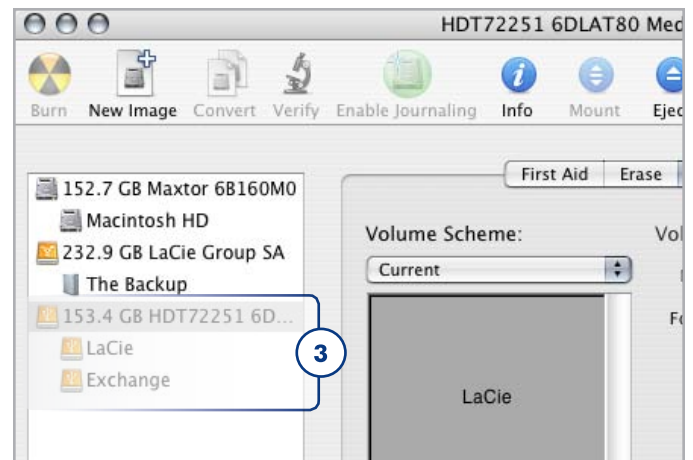 HDT72251 6DLAT80 Med
Burn New Image Convert Verify Enable Journaling Info Mount Ejec
First Aid Erase
152.7 GB Maxtor 6B160M0
Macintosh HD
232.9 GB LaCie Group SA
The Backup
153.4 GB HDT72251 6D...
LaCie
Exchange
3
Volume Scheme:
Current
LaCie
Vol
Fo